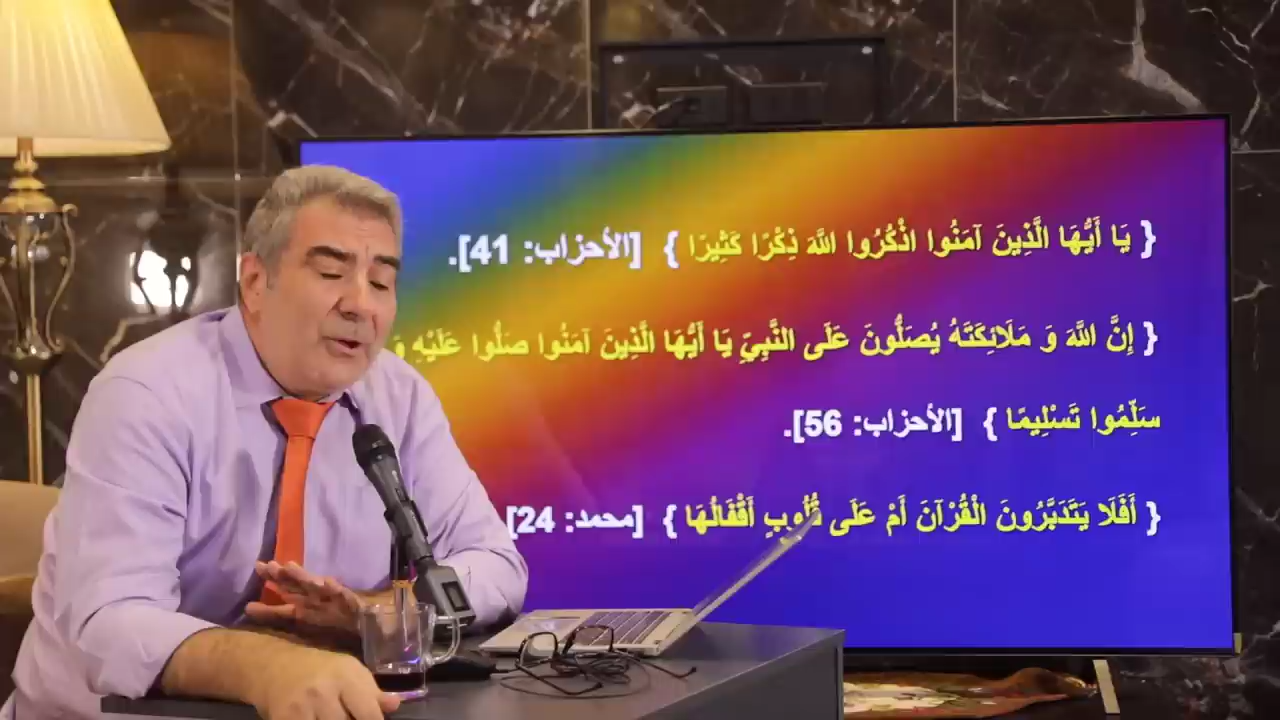 { يَا أَيُّهَا الَّذِينَ آمَنُوا اذْكُرُوا اللَّهَ ذِكْرًا كَثِيرًا } [الأحزاب: 41].
{ إِنَّ اللَّهَ وَ مَلَائِكَتَهُ يُصَلُّونَ عَلَى النَّبِيِّ يَا أَيُّهَا الَّذِينَ آمَنُوا صَلُّوا عَلَيْهِ وَ
سَلِّمُوا تَسْلِيمًا } [الأحزاب: 56].
{ أَفَلَا يَتَدَبَّرُونَ الْقُرْآنَ أَمْ عَلَى قُلُوبٍ أَقْفَالُهَا } [محمد: 24]